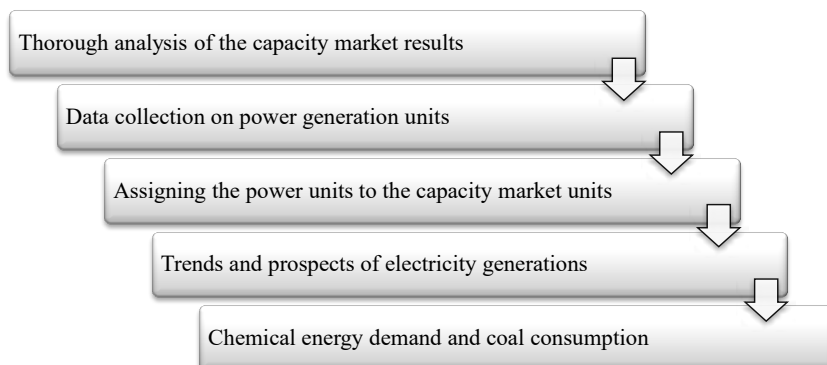 Thorough analysis of the capacity market results
Data collection on power generation units
Assigning the power units to the capacity market units
Trends and prospects of electricity generations
Chemical energy demand and coal consumption